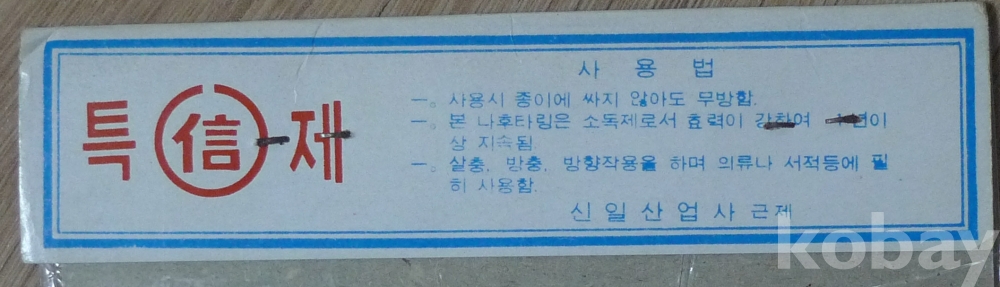 특 信 제
사 용 법
一。 사용시 종이에 싸지 않아도 무방함.
一。 본 나후타링은 소독제로서 효력이 강하여 년이
상 지속됨.
一。 살충, 방충, 방향작용을 하며 의류나 서적등에 필
히 사용함.
신일산업사 근제
kobay